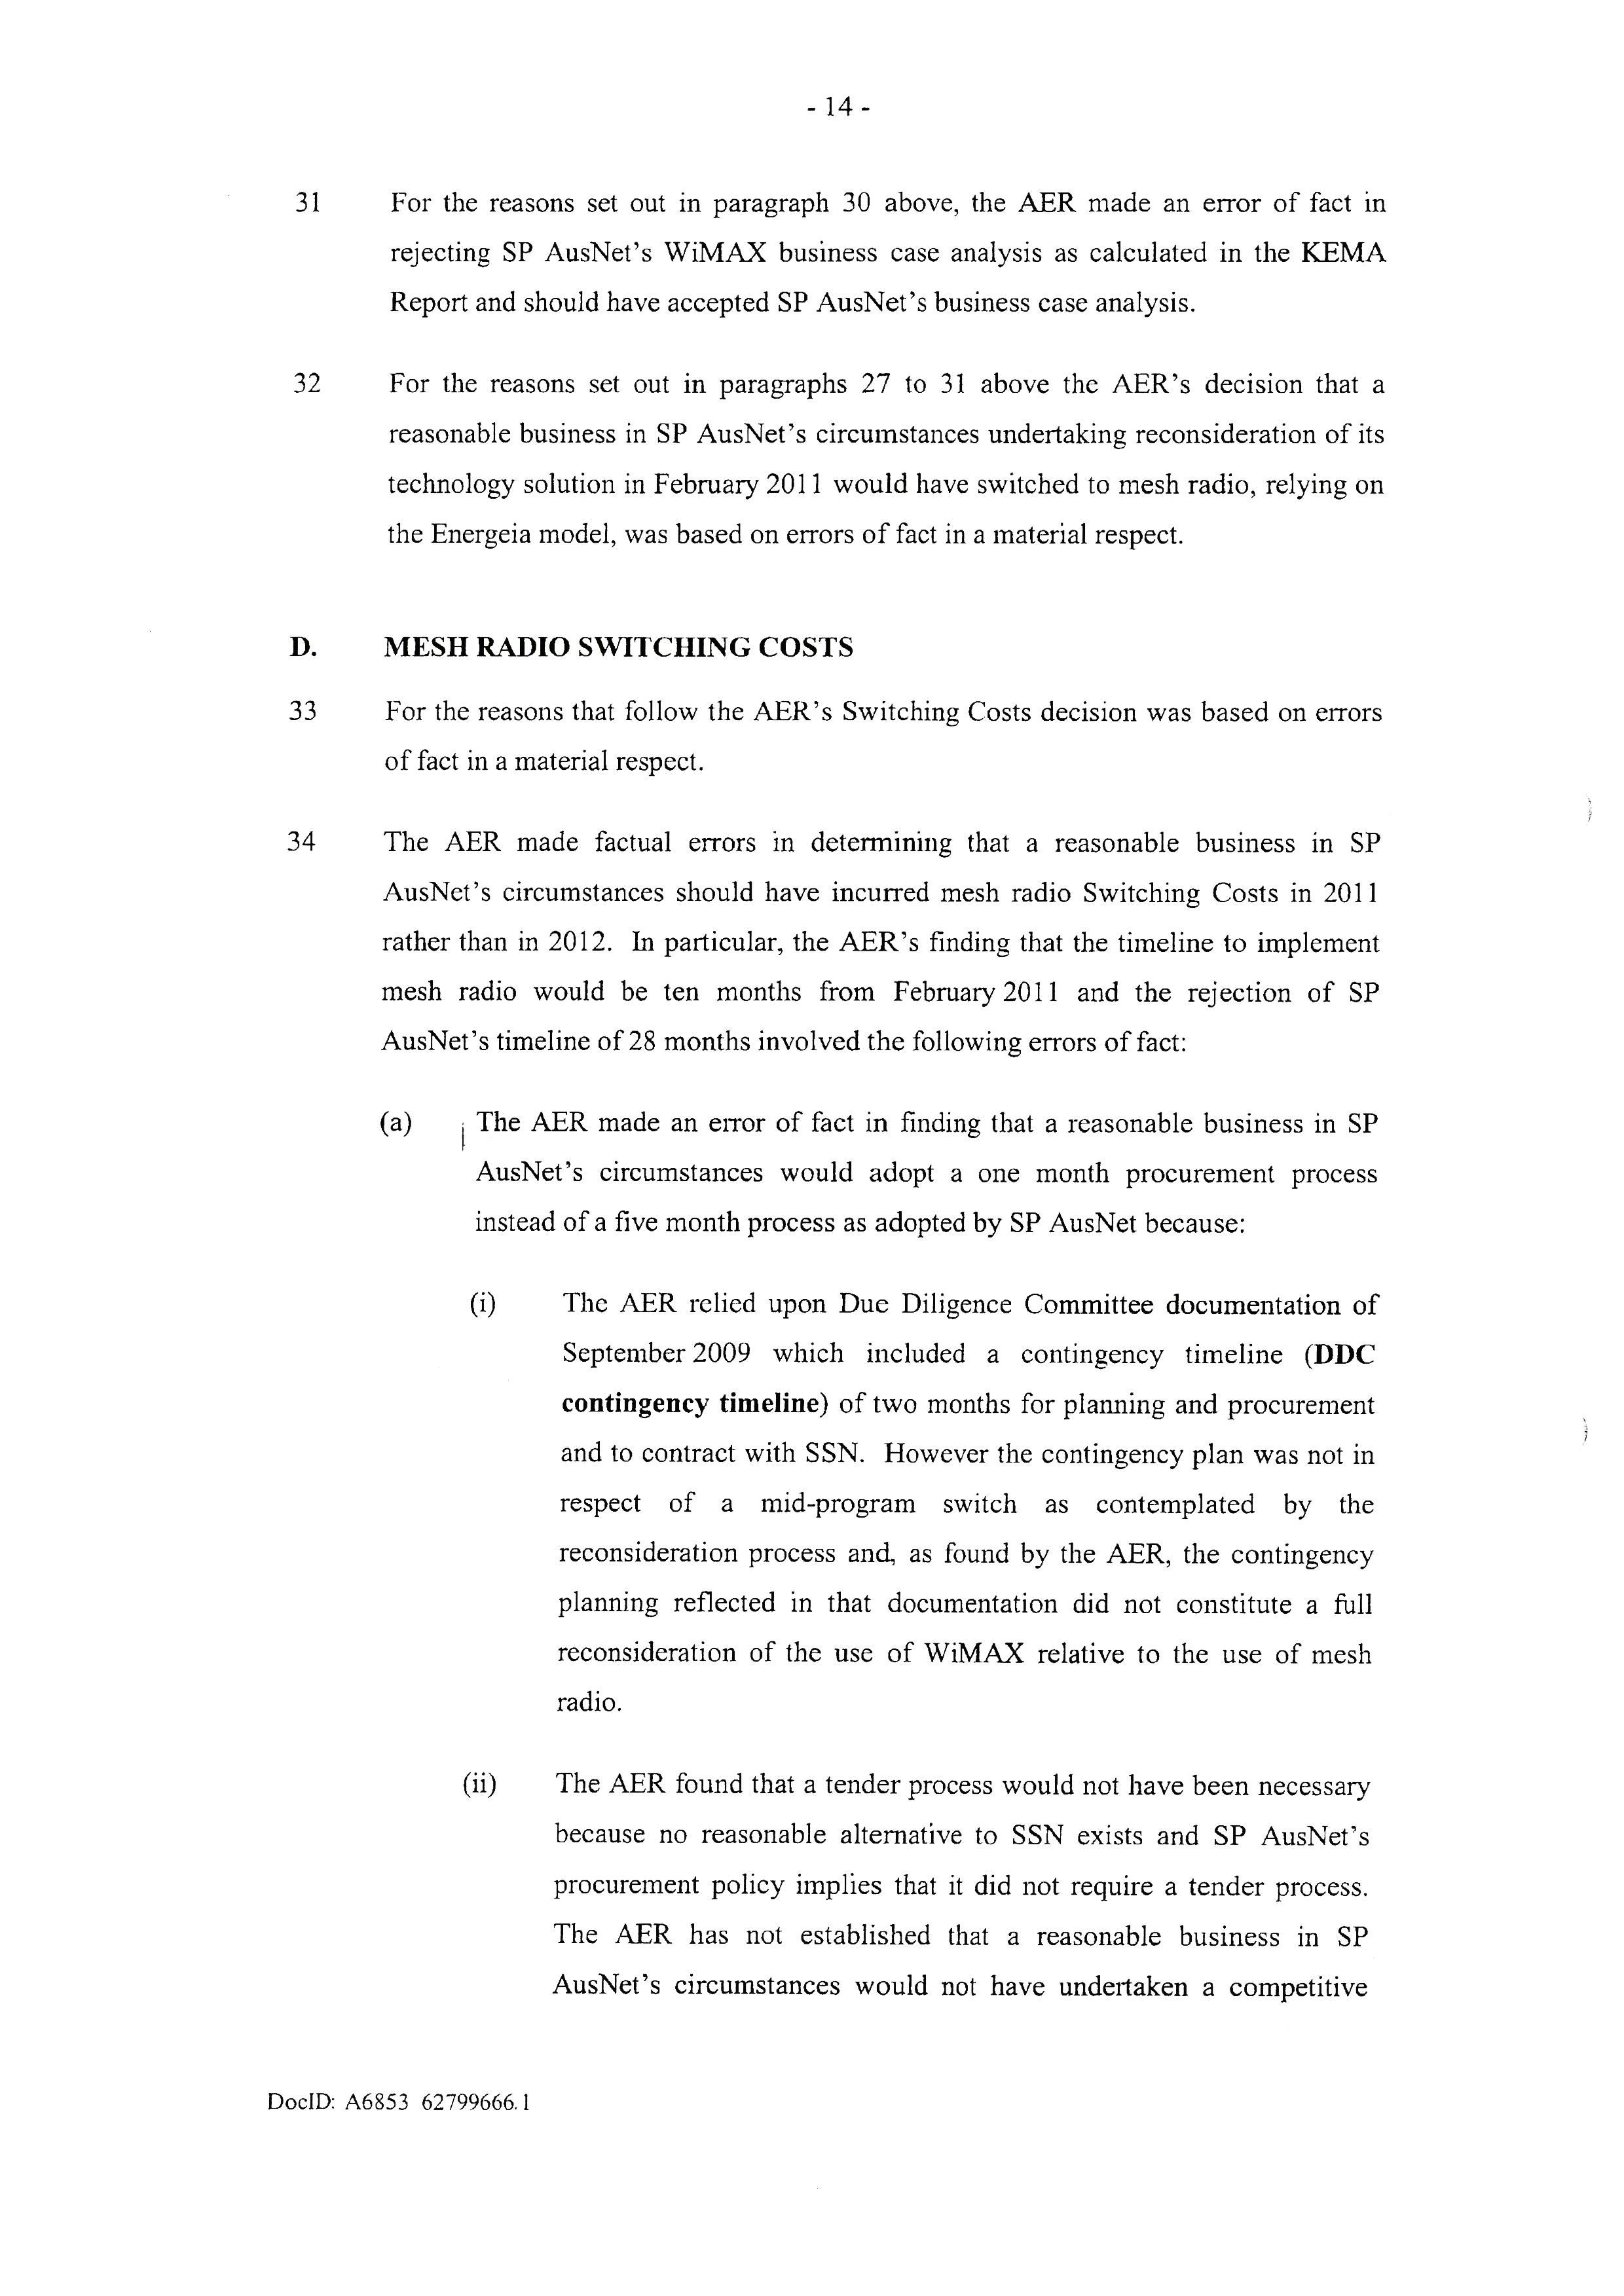 - 14 -
31 For the reasons set out in paragraph 30 above, the AER made an error of fact in
rejecting SP AusNet's WiMAX business case analysis as calculated in the KEMA
Report and should have accepted SP AusNet's business case analysis.
32 For the reasons set out in paragraphs 27 to 31 above the AER's decision that a
reasonable business in SP AusNet's circumstances undertaking reconsideration of its
technology solution in February 2011 would have switched to mesh radio, relying on
the Energeia model, was based on errors of fact in a material respect.
D. MESH RADIO SWITCHING COSTS
33 For the reasons that follow the AER's Switching Costs decision was based on errors
of fact in a material respect.
34 The AER made factual errors in determining that a reasonable business in SP
AusNet's circumstances should have incurred mesh radio Switching Costs in 2011
rather than in 2012. In particular, the AER's finding that the timeline to implement
mesh radio would be ten months from February 2011 and the rejection of SP
AusNet's timeline of 28 months involved the following errors of fact:
(a) The AER made an error of fact in finding that a reasonable business in SP
AusNet's circumstances would adopt a one month procurement process
instead of a five month process as adopted by SP AusNet because:
(i) The AER relied upon Due Diligence Committee documentation of
September 2009 which included a contingency timeline (DDC
contingency timeline) of two months for planning and procurement
and to contract with SSN. However the contingency plan was not in
respect of a mid-program switch as contemplated by the
reconsideration process and, as found by the AER, the contingency
planning reflected in that documentation did not constitute a full
reconsideration of the use of WiMAX relative to the use of mesh
radio.
(ii) The AER found that a tender process would not have been necessary
because no reasonable alternative to SSN exists and SP AusNet's
procurement policy implies that it did not require a tender process.
The AER has not established that a reasonable business in SP
AusNet's circumstances would not have undertaken a competitive
DocID: A6853 62799666.1